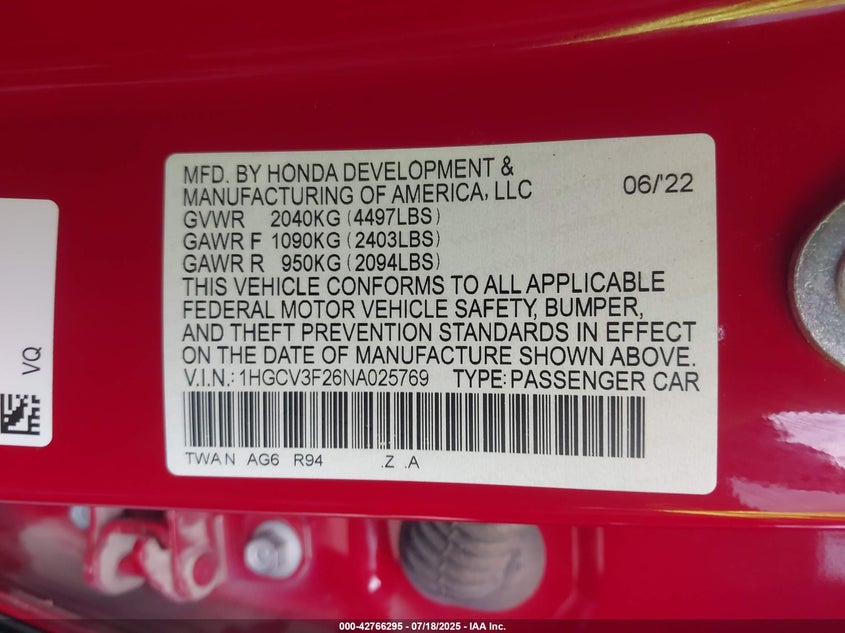 MFD. BY HONDA DEVELOPMENT &
MANUFACTURING OF AMERICA, LLC 06/'22
GVWR 2040KG (4497LBS)
GAWR F 1090KG (2403LBS)
GAWR R 950KG (2094LBS)
THIS VEHICLE CONFORMS TO ALL APPLICABLE
FEDERAL MOTOR VEHICLE SAFETY, BUMPER,
AND THEFT PREVENTION STANDARDS IN EFFECT
ON THE DATE OF MANUFACTURE SHOWN ABOVE.
V.I.N.: 1HGCV3F26NA025769 TYPE: PASSENGER CAR
TWAN AG6 R94 .Z .A
VQ
000-42766295 - 07/18/2025 - IAA Inc.